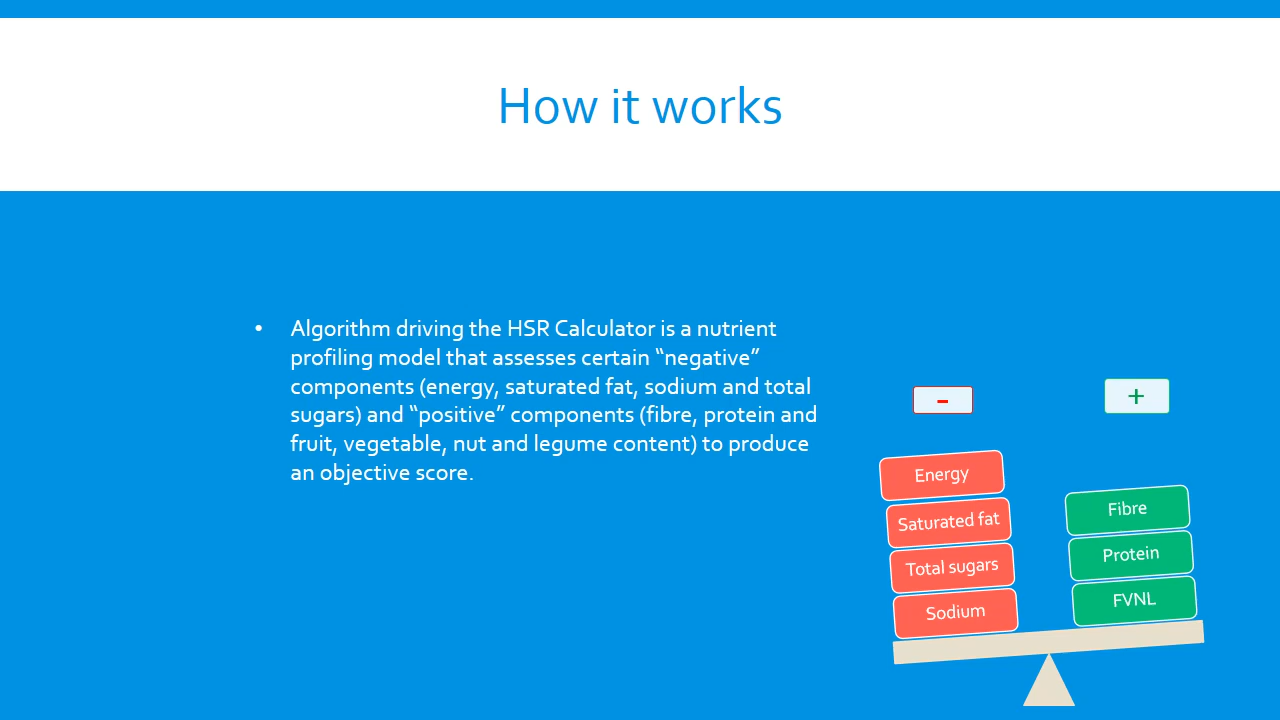 How it works
• Algorithm driving the HSR Calculator is a nutrient
profiling model that assesses certain “negative”
components (energy, saturated fat, sodium and total
sugars) and “positive” components (fibre, protein and
fruit, vegetable, nut and legume content) to produce
an objective score.
-
+
Energy
Saturated fat
Total sugars
Sodium
Fibre
Protein
FVNL